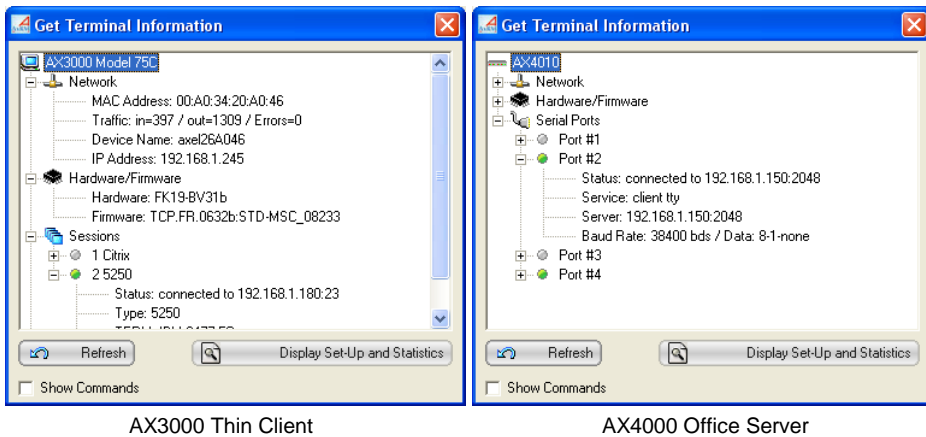 Get Terminal Information
AX3000 Model 75C
Network
MAC Address: 00:A0:34:20:A0:46
Traffic: in=397 / out=1309 / Errors=0
Device Name: axel26A046
IP Address: 192.168.1.245
Hardware/Firmware
Hardware: FK19-BV31b
Firmware: TCP.FR.0632b:STD-MSC_08233
Sessions
1 Citrix
2 5250
Status: connected to 192.168.1.180:23
Type: 5250
Refresh
Display Set-Up and Statistics
Show Commands
AX3000 Thin Client
Get Terminal Information
AX4010
Network
Hardware/Firmware
Serial Ports
Port #1
Port #2
Status: connected to 192.168.1.150:2048
Service: client tty
Server: 192.168.1.150:2048
Baud Rate: 38400 bds / Data: 8-1-none
Port #3
Port #4
Refresh
Display Set-Up and Statistics
Show Commands
AX4000 Office Server